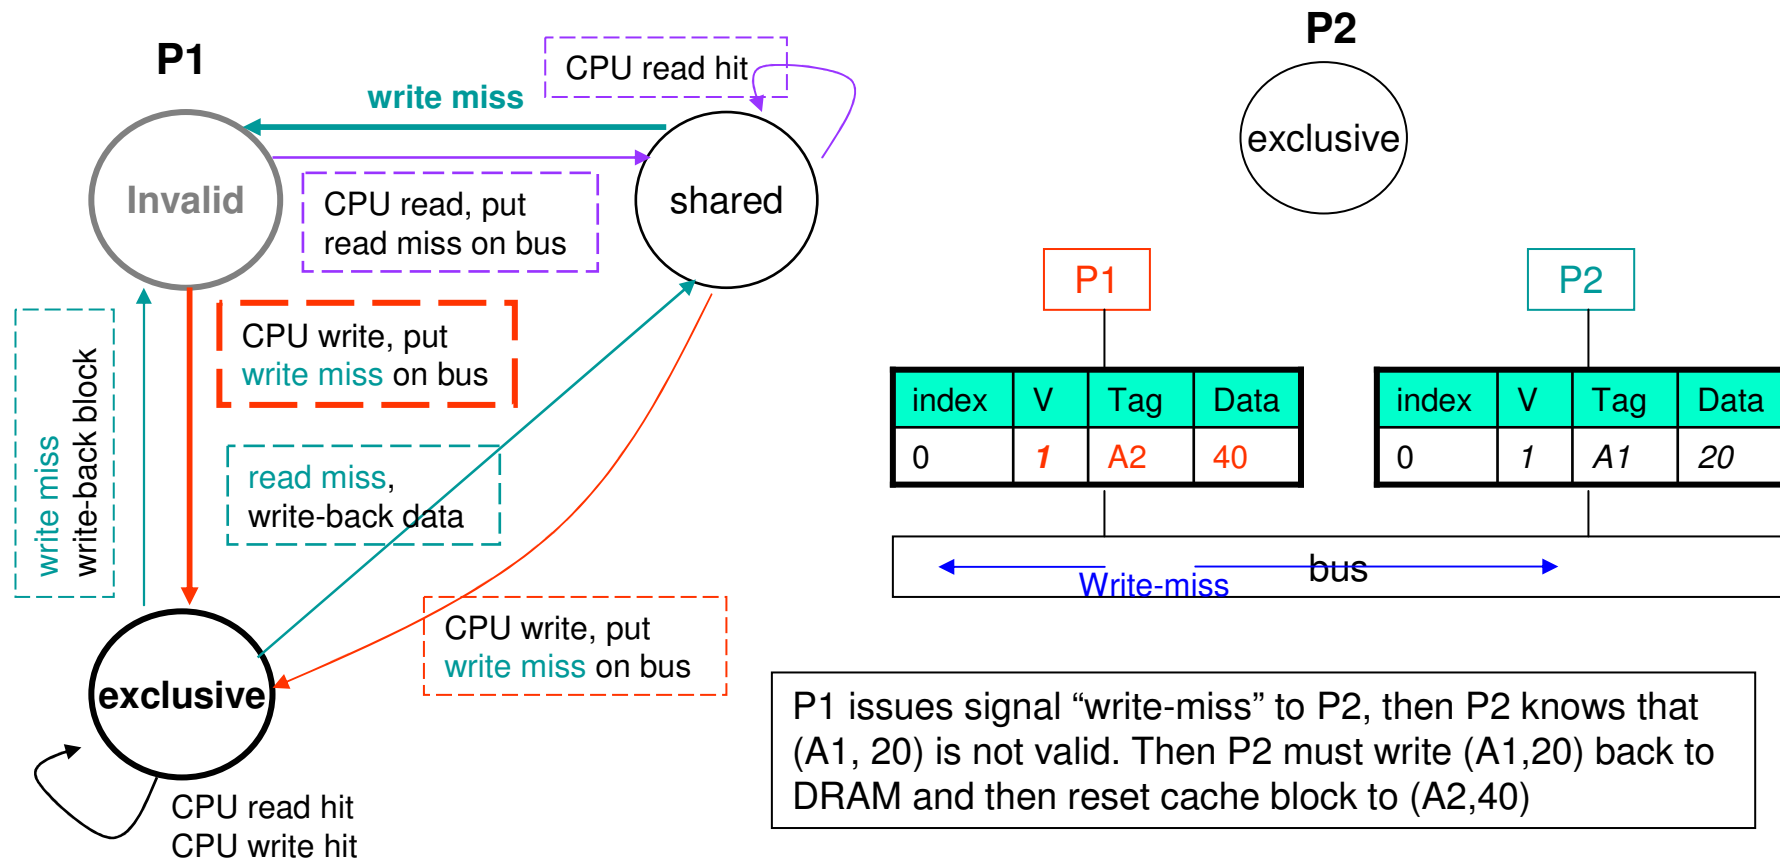 P1
P2
CPU read hit
write miss
exclusive
Invalid
shared
CPU read, put
read miss on bus
P1
P2
CPU write, put
write miss on bus
write miss
write-back block
index V Tag Data
0 1 A2 40
index V Tag Data
0 1 A1 20
read miss,
write-back data
bus
Write-miss
CPU write, put
write miss on bus
exclusive
P1 issues signal “write-miss” to P2, then P2 knows that
(A1, 20) is not valid. Then P2 must write (A1,20) back to
DRAM and then reset cache block to (A2,40)
CPU read hit
CPU write hit